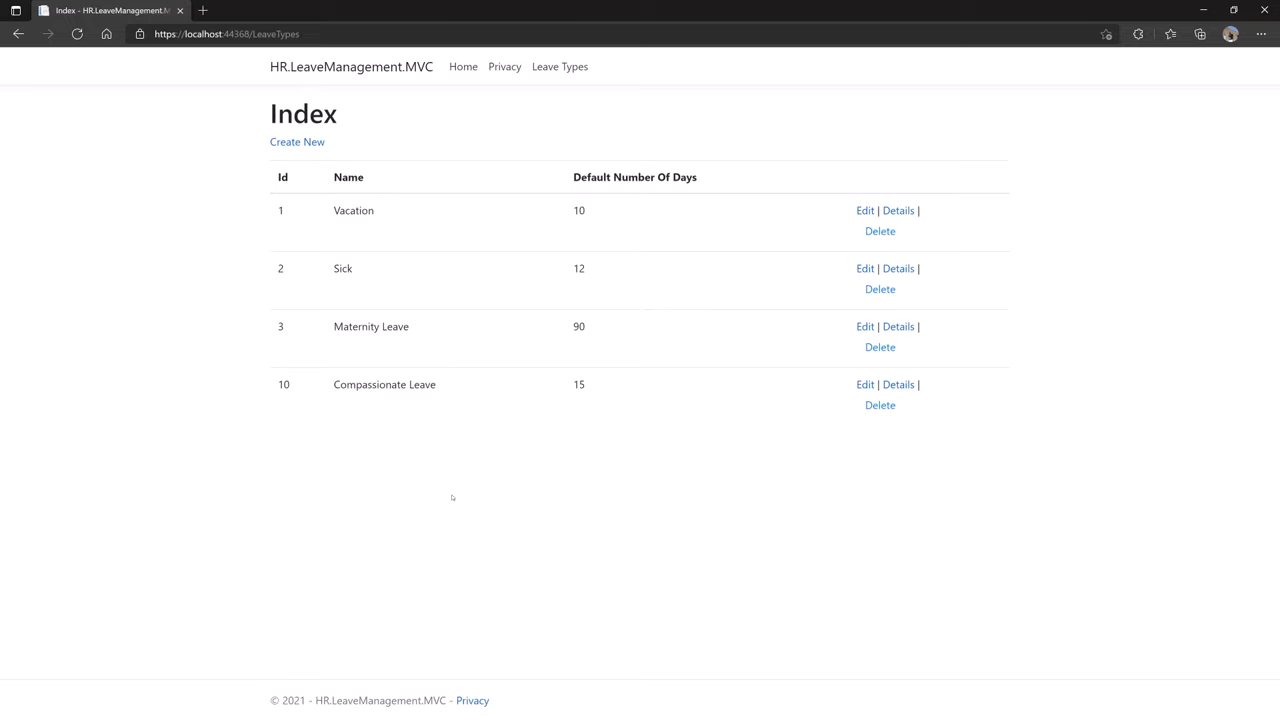 Index - HR.LeaveManagement.M
https://localhost:44368/LeaveTypes
HR.LeaveManagement.MVC Home Privacy Leave Types
Index
Create New
Id Name Default Number Of Days
1 Vacation 10 Edit | Details |
Delete
2 Sick 12 Edit | Details |
Delete
3 Maternity Leave 90 Edit | Details |
Delete
10 Compassionate Leave 15 Edit | Details |
Delete
© 2021 - HR.LeaveManagement.MVC - Privacy